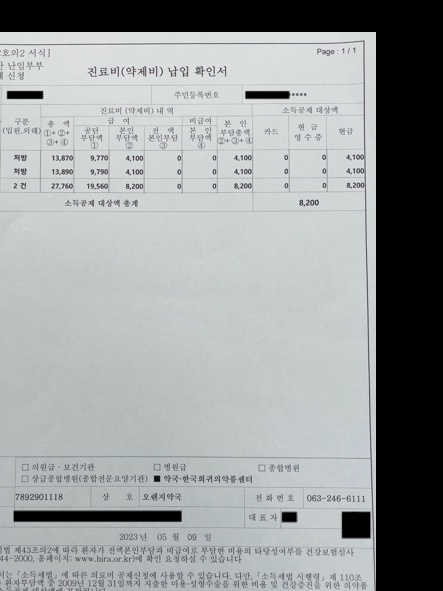 호의2 서식]
Page : 1 / 1
난임부부
신청
진료비(약제비) 납입 확인서
주민등록번호
*****
구분
(입원,외래)
진료비 (약제비) 내 역
소득공제 대상액
총 액
①+②+
③+④
급 여
비급여
본 인
부담총액
②+③+④
공단
부담액
①
본인
부담액
②
전 액
본인부담
③
본 인
부담액
④
카드
현 금
영 수 증
현금
처방 13,870 9,770 4,100 0 0 4,100 0 0 4,100
처방 13,890 9,790 4,100 0 0 4,100 0 0 4,100
2 건 27,760 19,560 8,200 0 0 8,200 0 0 8,200
소득공제 대상액 총계 8,200
□ 의원급 · 보건기관 □ 병원급 □ 종합병원
□ 상급종합병원(종합전문요양기관) ■ 약국·한국희귀의약품센터
7892901118 상 호 오렌지약국 전 화 번 호 063-246-6111
대 표 자
2023 년 05 월 09 일
법 제43조의2에 따라 환자가 전액본인부담과 비급여로 부담한 비용의 타당성여부를 건강보험심사
44-2000, 홈페이지: www.hira.or.kr)에 확인 요청하실 수 있습니다.
서는「소득세법」에 따른 의료비 공제신청에 사용할 수 있습니다. 다만,「소득세법 시행령」제 110조
환자부담액 중 2009년 12월 31일까지 지출한 미용·성형수술을 위한 비용 및 건강증진을 위한 의약품